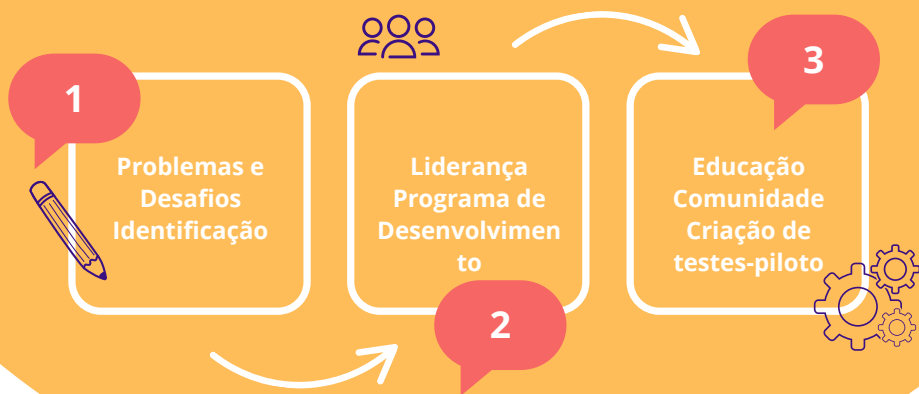 1
Problemas e
Desafios
Identificação
Liderança
Programa de
Desenvolvimen
to
2
3
Educação
Comunidade
Criação de
testes-piloto